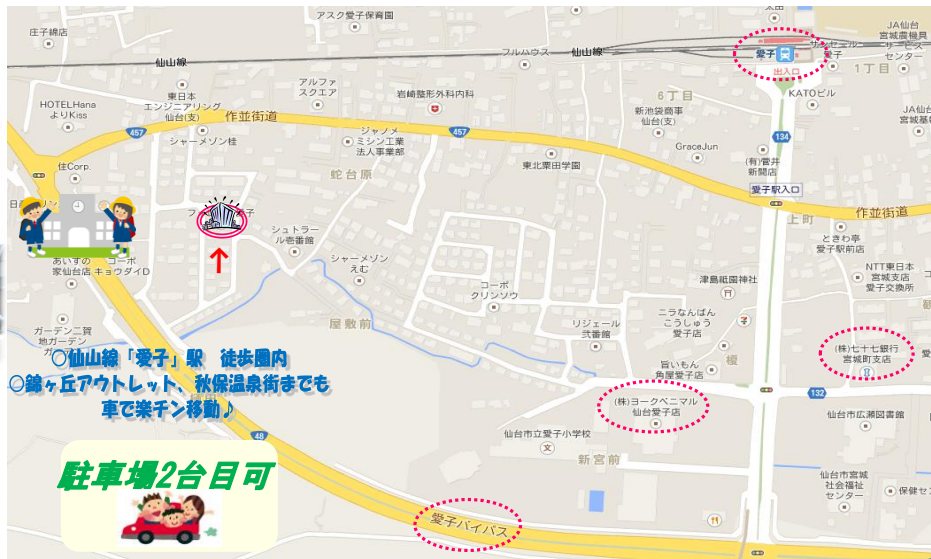 アスク愛子保育園
庄子綿店
フルハウス
仙山線
仙山線
愛子
出入口
1丁目
JA仙台
宮城農機具
サービス
センター
KATOビル
アルファ
スクエア
岩崎整形外科内科
6丁目
新池袋商事
仙台(支)
HOTELHana
よりKiss
東日本
エンジニアリング
仙台(支)
シャーメゾン桂
457
作並街道
ジャノメ
ミシン工業
法人事業部
457
東北栗田学園
GraceJun
134
(有)菅井
新聞店
愛子駅入口
住Corp.
蛇台原
シュトラー
ル壱番館
シャーメゾン
えむ
上町
作並街道
ときわ亭
愛子駅前店
NTT東日本
宮城支店
愛子交換所
あいすの
家仙台店
コーポ
キョウダイD
↑
コーポ
クリンソウ
津島祗園神社
ニラなんばん
こうしゅう
愛子店
リジェール
弐番館
屋敷前
ガーデン二賀
地ガーデン
○仙山線「愛子」駅 徒歩圏内
○錦ヶ丘アウトレット、秋保温泉街までも
車で楽チン移動♪
旨いもん
角屋愛子店
榎
(株)七十七銀行
宮城町支店
(株)ヨークベニマル
仙台愛子店
132
仙台市広瀬図書館
仙台市立愛子小学校
文
新宮前
48
仙台市宮城
社会福祉
センター
駐車場2台目可
愛子バイパス